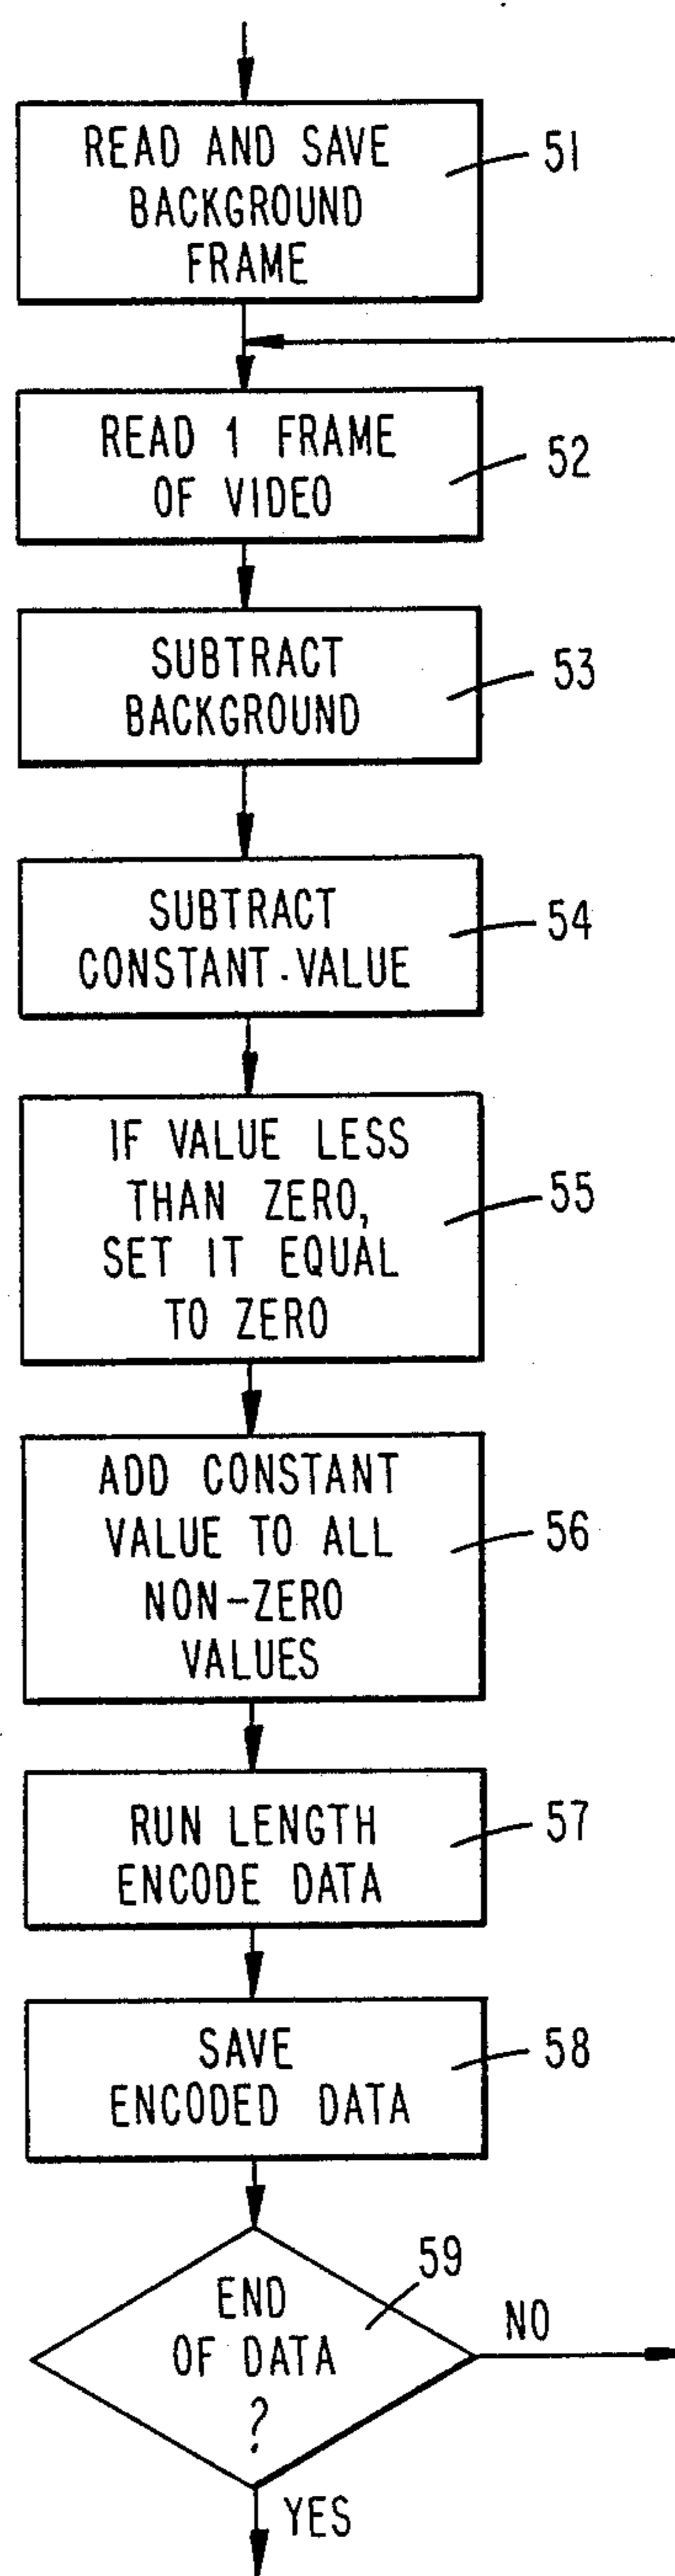 READ AND SAVE
BACKGROUND
FRAME
51
READ 1 FRAME
OF VIDEO
52
SUBTRACT
BACKGROUND
53
SUBTRACT
CONSTANT-VALUE
54
IF VALUE LESS
THAN ZERO,
SET IT EQUAL
TO ZERO
55
ADD CONSTANT
VALUE TO ALL
NON-ZERO
VALUES
56
RUN LENGTH
ENCODE DATA
57
SAVE
ENCODED DATA
58
END
OF DATA
?
59
NO
YES